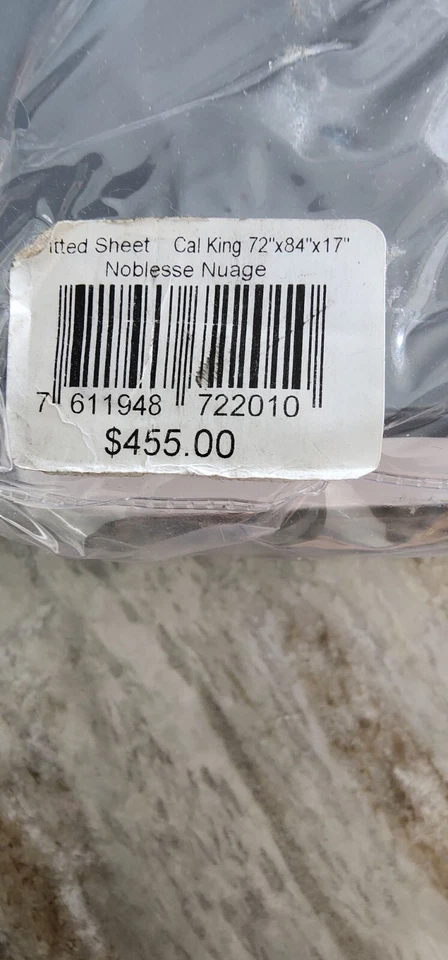 itted Sheet Cal King 72"x84"x17"
Noblesse Nuage
7 611948 722010
$455.00